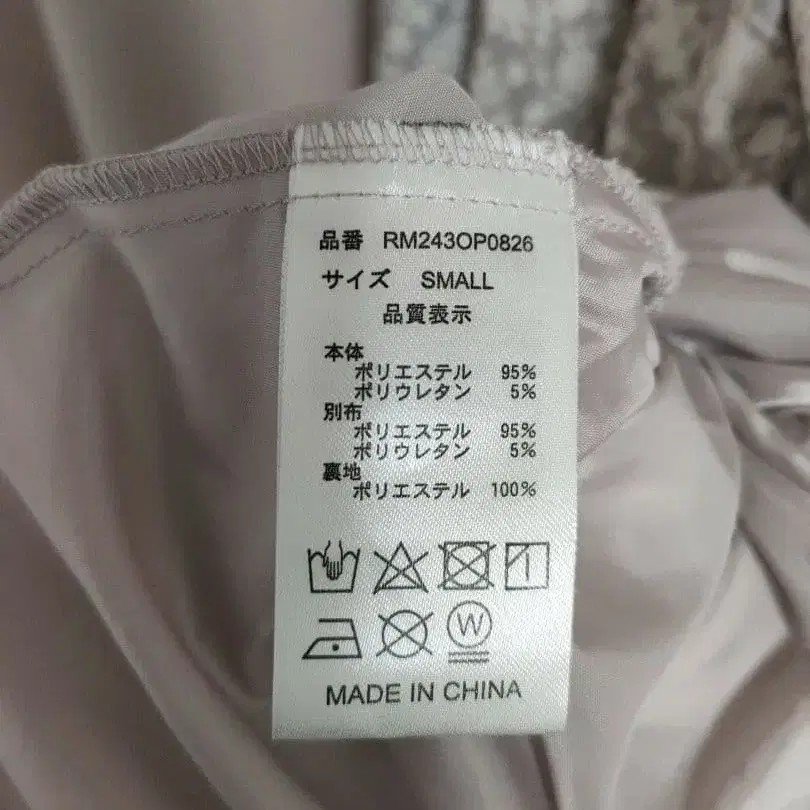 品番 RM243OP0826
サイズ SMALL
品質表示
本体
ポリエステル 95%
ポリウレタン 5%
別布
ポリエステル 95%
ポリウレタン 5%
裏地
ポリエステル 100%
W
MADE IN CHINA